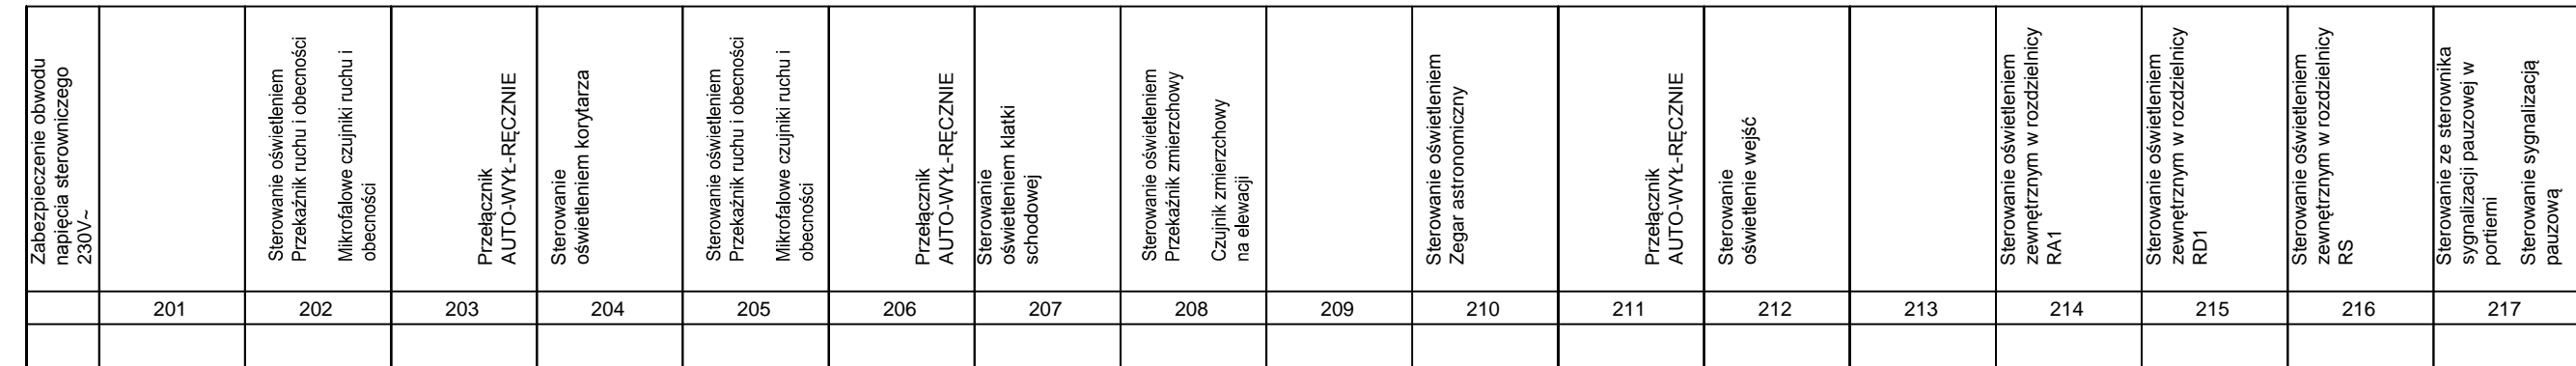 Zabezpieczenie obwodu
napięcia sterowniczego
230V~
Sterowanie oświetleniem
Przekaźnik ruchu i obecności
Mikrofalowe czujniki ruchu i
obecności
Przełącznik
AUTO-WYŁ-RĘCZNIE
Sterowanie
oświetleniem korytarza
Sterowanie oświetleniem
Przekaźnik ruchu i obecności
Mikrofalowe czujniki ruchu i
obecności
Przełącznik
AUTO-WYŁ-RĘCZNIE
Sterowanie
oświetleniem klatki
schodowej
Sterowanie oświetleniem
Przekaźnik zmierzchowy
Czujnik zmierzchowy
na elewacji
Sterowanie oświetleniem
Zegar astronomiczny
Przełącznik
AUTO-WYŁ-RĘCZNIE
Sterowanie
oświetlenie wejść
Sterowanie oświetleniem
zewnętrznym w rozdzielnicy
RA1
Sterowanie oświetleniem
zewnętrznym w rozdzielnicy
RD1
Sterowanie oświetleniem
zewnętrznym w rozdzielnicy
RS
Sterowanie ze sterownika
sygnalizacji pauzowej w
portierni
Sterowanie sygnalizacją
pauzową
201
202
203
204
205
206
207
208
209
210
211
212
213
214
215
216
217